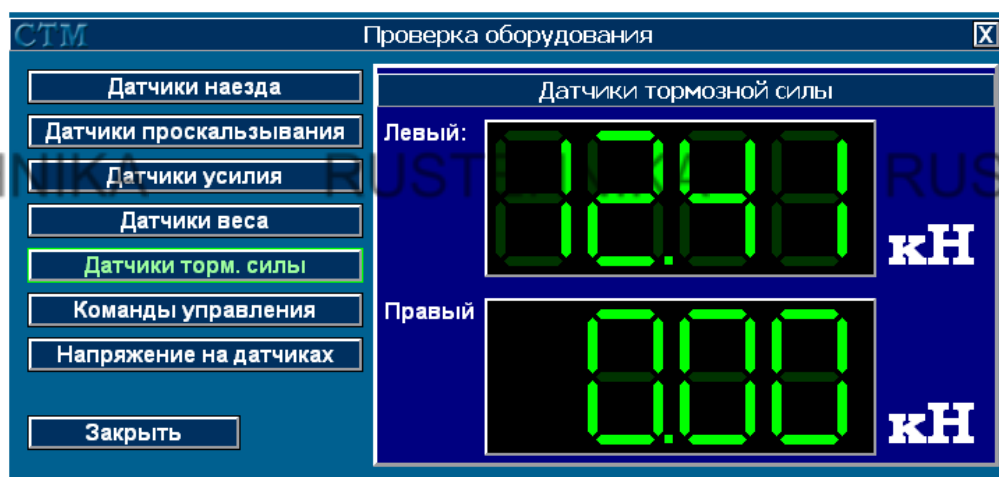 СТМ
Проверка оборудования
X
Датчики наезда
Датчики проскальзывания
Датчики усилия
Датчики веса
Датчики торм. силы
Команды управления
Напряжение на датчиках
Закрыть
Датчики тормозной силы
Левый:
12.41
кН
Правый
0.00
кН
RUS